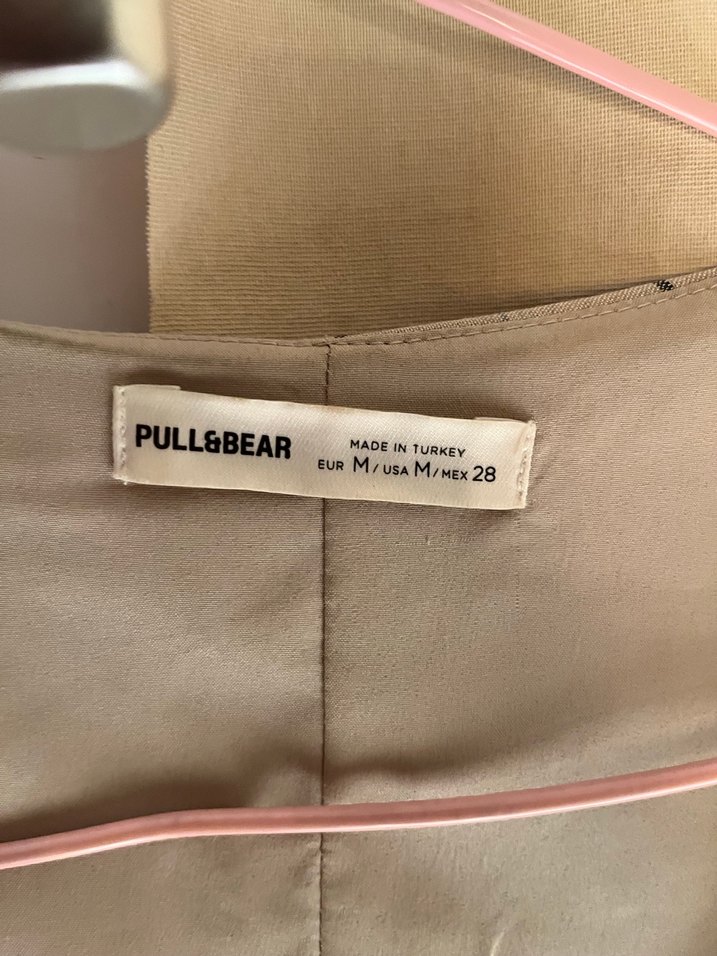 PULL&BEAR
MADE IN TURKEY
EUR M / USA M / MEX 28